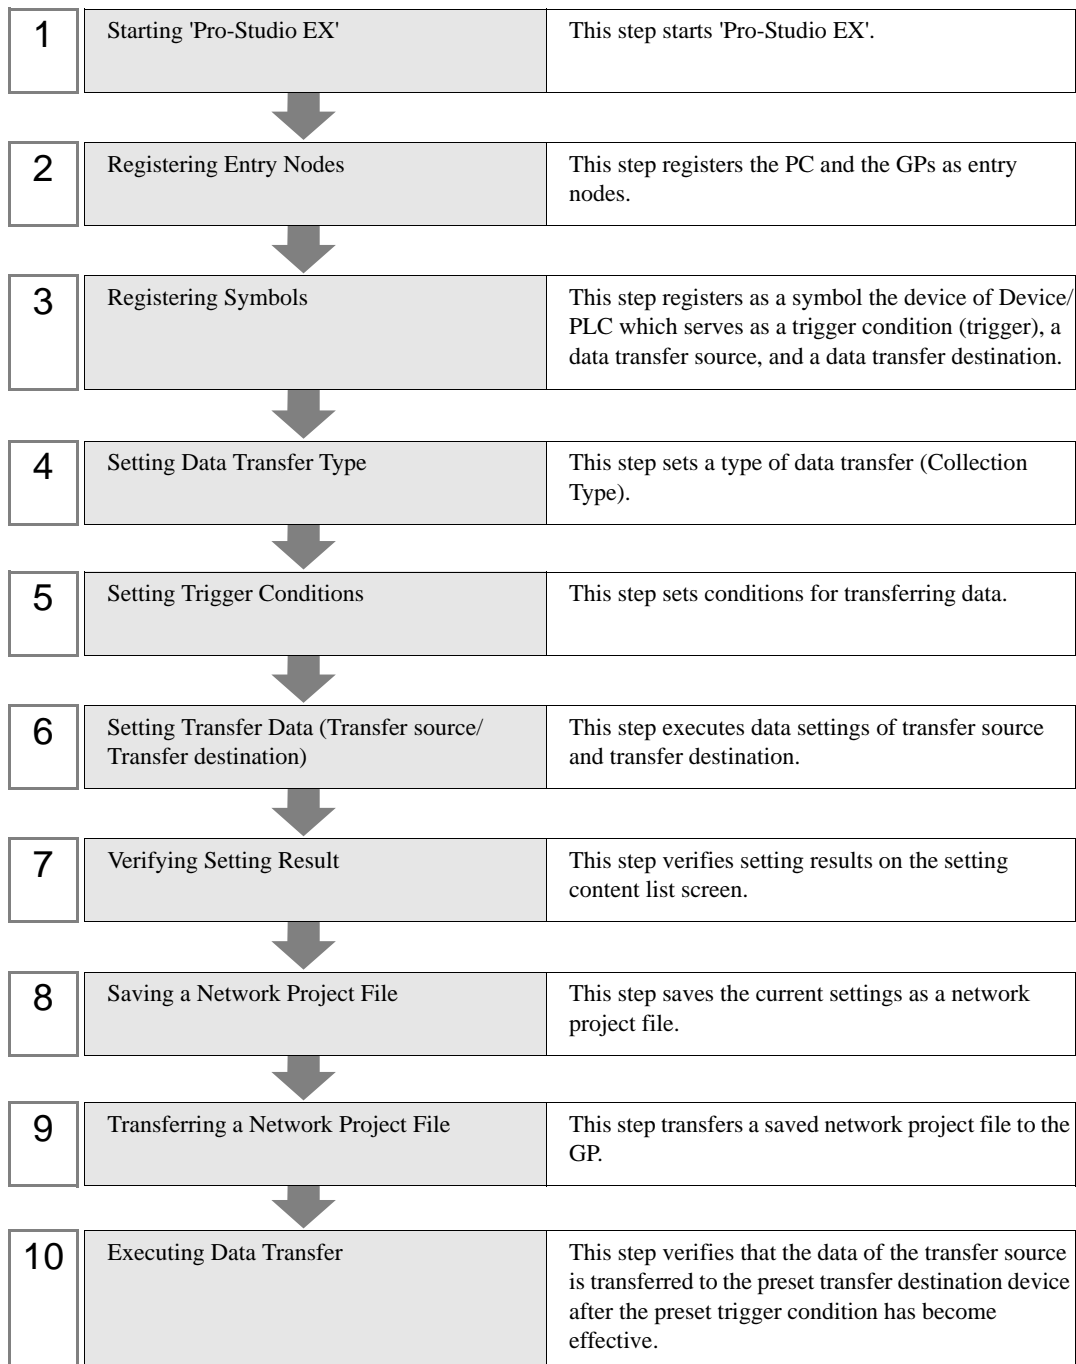 1
Starting 'Pro-Studio EX'
This step starts 'Pro-Studio EX'.
2
Registering Entry Nodes
This step registers the PC and the GPs as entry
nodes.
3
Registering Symbols
This step registers as a symbol the device of Device/
PLC which serves as a trigger condition (trigger), a
data transfer source, and a data transfer destination.
4
Setting Data Transfer Type
This step sets a type of data transfer (Collection
Type).
5
Setting Trigger Conditions
This step sets conditions for transferring data.
6
Setting Transfer Data (Transfer source/
Transfer destination)
This step executes data settings of transfer source
and transfer destination.
7
Verifying Setting Result
This step verifies setting results on the setting
content list screen.
8
Saving a Network Project File
This step saves the current settings as a network
project file.
9
Transferring a Network Project File
This step transfers a saved network project file to the
GP.
10
Executing Data Transfer
This step verifies that the data of the transfer source
is transferred to the preset transfer destination device
after the preset trigger condition has become
effective.